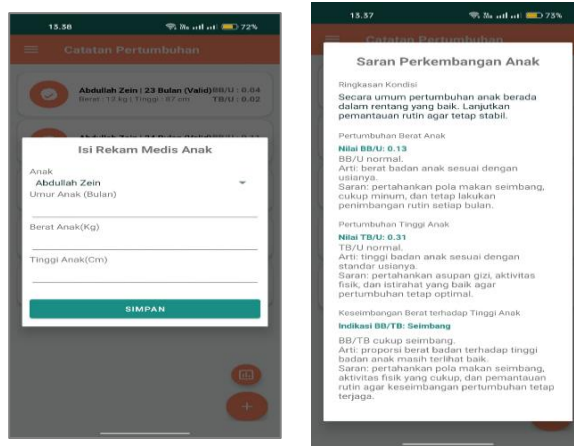 15.58
72%
Catatan Pertumbuhan
Abdullah Zein | 23 Bulan (Valid) BB/U : 0.04
Berat : 12 kg | Tinggi : 87 cm TB/U : 0.02
Isi Rekam Medis Anak
Anak
Abdullah Zein
Umur Anak (Bulan)
Berat Anak(Kg)
Tinggi Anak(Cm)
SIMPAN
15.57
73%
Catatan Pertumbuhan
Saran Perkembangan Anak
Ringkasan Kondisi
Secara umum pertumbuhan anak berada
dalam rentang yang baik. Lanjutkan
pemantauan rutin agar tetap stabil.
Pertumbuhan Berat Anak
Nilai BB/U: 0.13
BB/U normal.
Arti: berat badan anak sesuai dengan
usianya.
Saran: pertahankan pola makan seimbang,
cukup minum, dan tetap lakukan
penimbangan rutin setiap bulan.
Pertumbuhan Tinggi Anak
Nilai TB/U: 0.31
TB/U normal.
Arti: tinggi badan anak sesuai dengan
standar usianya.
Saran: pertahankan asupan gizi, aktivitas
fisik, dan istirahat yang baik agar
pertumbuhan tetap optimal.
Keseimbangan Berat terhadap Tinggi Anak
Indikasi BB/TB: Seimbang
BB/TB cukup seimbang.
Arti: proporsi berat badan terhadap tinggi
badan anak masih terlihat baik.
Saran: pertahankan pola makan seimbang,
aktivitas fisik yang cukup, dan pemantauan
rutin agar keseimbangan pertumbuhan tetap
terjaga.